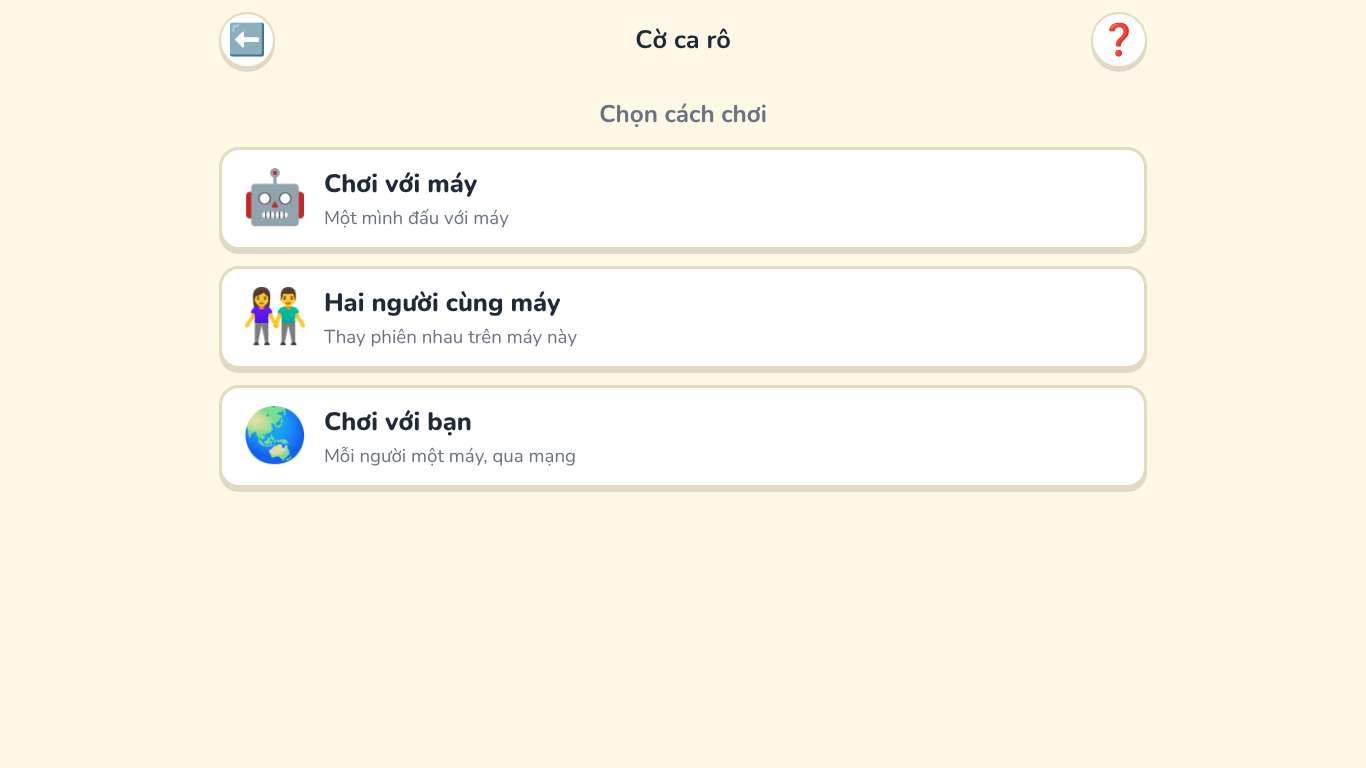 Cờ ca rô
Chọn cách chơi
Chơi với máy
Một mình đấu với máy
Hai người cùng máy
Thay phiên nhau trên máy này
Chơi với bạn
Mỗi người một máy, qua mạng